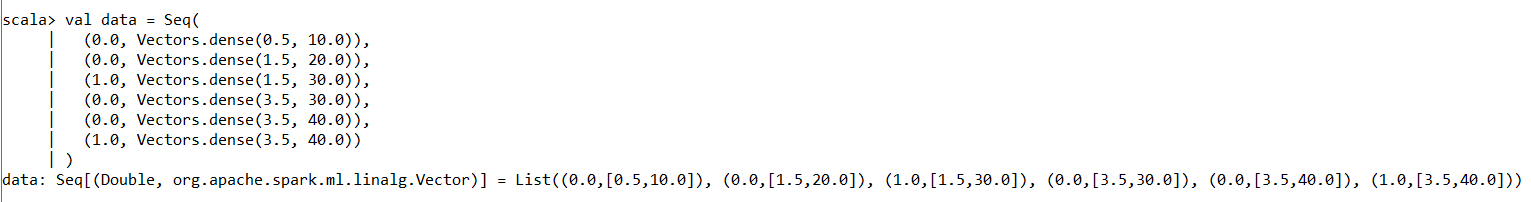 scala> val data = Seq(
     |   (0.0, Vectors.dense(0.5, 10.0)),
     |   (0.0, Vectors.dense(1.5, 20.0)),
     |   (1.0, Vectors.dense(1.5, 30.0)),
     |   (0.0, Vectors.dense(3.5, 30.0)),
     |   (0.0, Vectors.dense(3.5, 40.0)),
     |   (1.0, Vectors.dense(3.5, 40.0))
     | )
data: Seq[(Double, org.apache.spark.ml.linalg.Vector)] = List((0.0,[0.5,10.0]), (0.0,[1.5,20.0]), (1.0,[1.5,30.0]), (0.0,[3.5,30.0]), (0.0,[3.5,40.0]), (1.0,[3.5,40.0]))